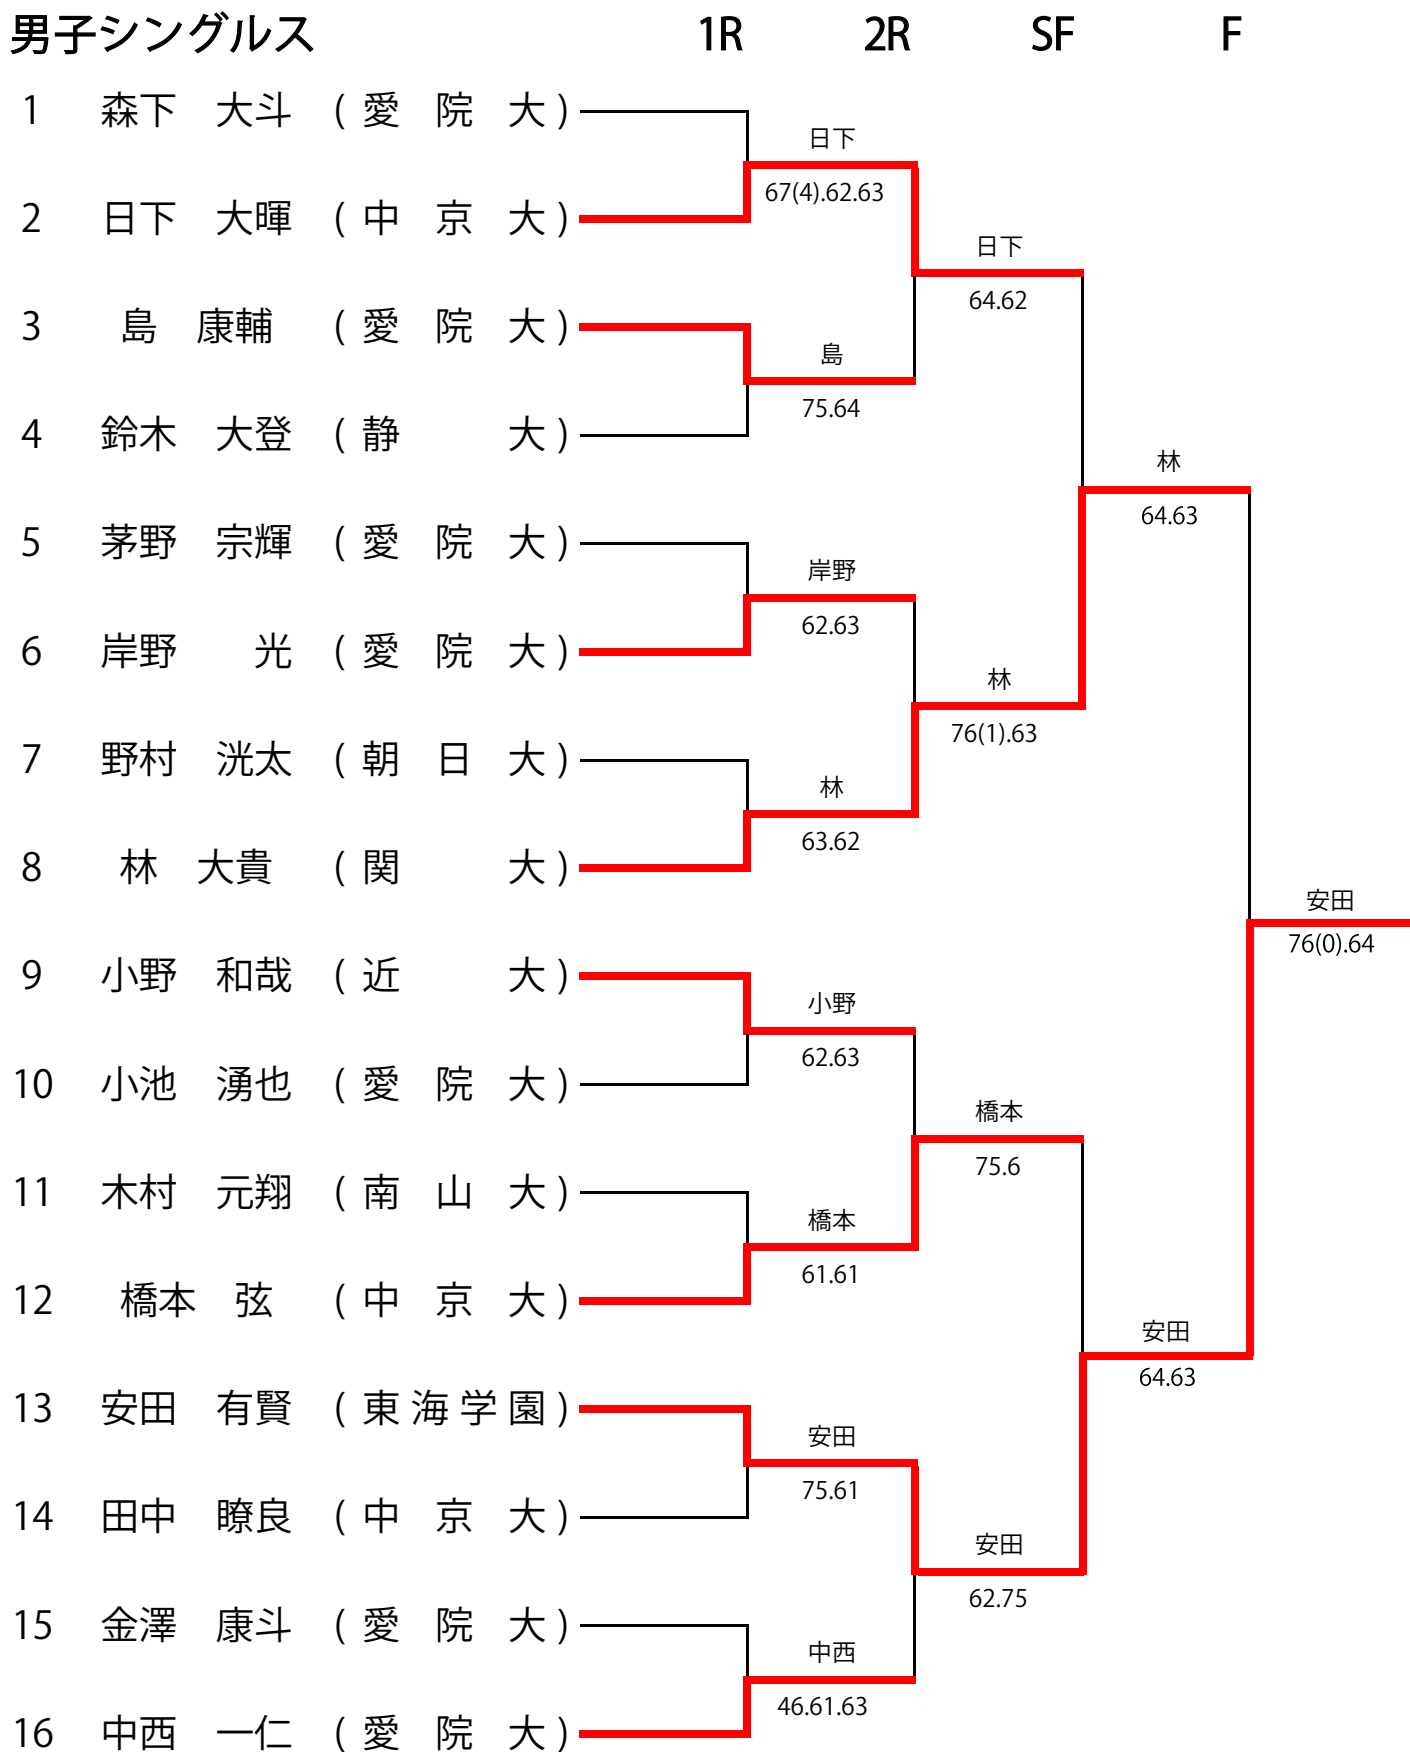 男子シングルス 1R 2R SF F
1 森下 大斗 ( 愛 院 大 )
日下
67(4).62.63
2 日下 大暉 ( 中 京 大 )
日下
64.62
3 島 康輔 ( 愛 院 大 )
島
75.64
4 鈴木 大登 ( 静 大 )
林
64.63
5 茅野 宗輝 ( 愛 院 大 )
岸野
62.63
6 岸野 光 ( 愛 院 大 )
林
76(1).63
7 野村 洸太 ( 朝 日 大 )
林
63.62
8 林 大貴 ( 関 大 )
安田
76(0).64
9 小野 和哉 ( 近 大 )
小野
62.63
10 小池 湧也 ( 愛 院 大 )
橋本
75.6
11 木村 元翔 ( 南 山 大 )
橋本
61.61
12 橋本 弦 ( 中 京 大 )
安田
64.63
13 安田 有賢 ( 東 海 学 園 )
安田
75.61
14 田中 瞭良 ( 中 京 大 )
安田
62.75
15 金澤 康斗 ( 愛 院 大 )
中西
46.61.63
16 中西 一仁 ( 愛 院 大 )